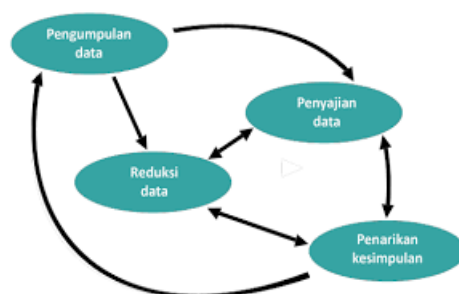 Pengumpulan
data
Penyajian
data
Reduksi
data
Penarikan
kesimpulan